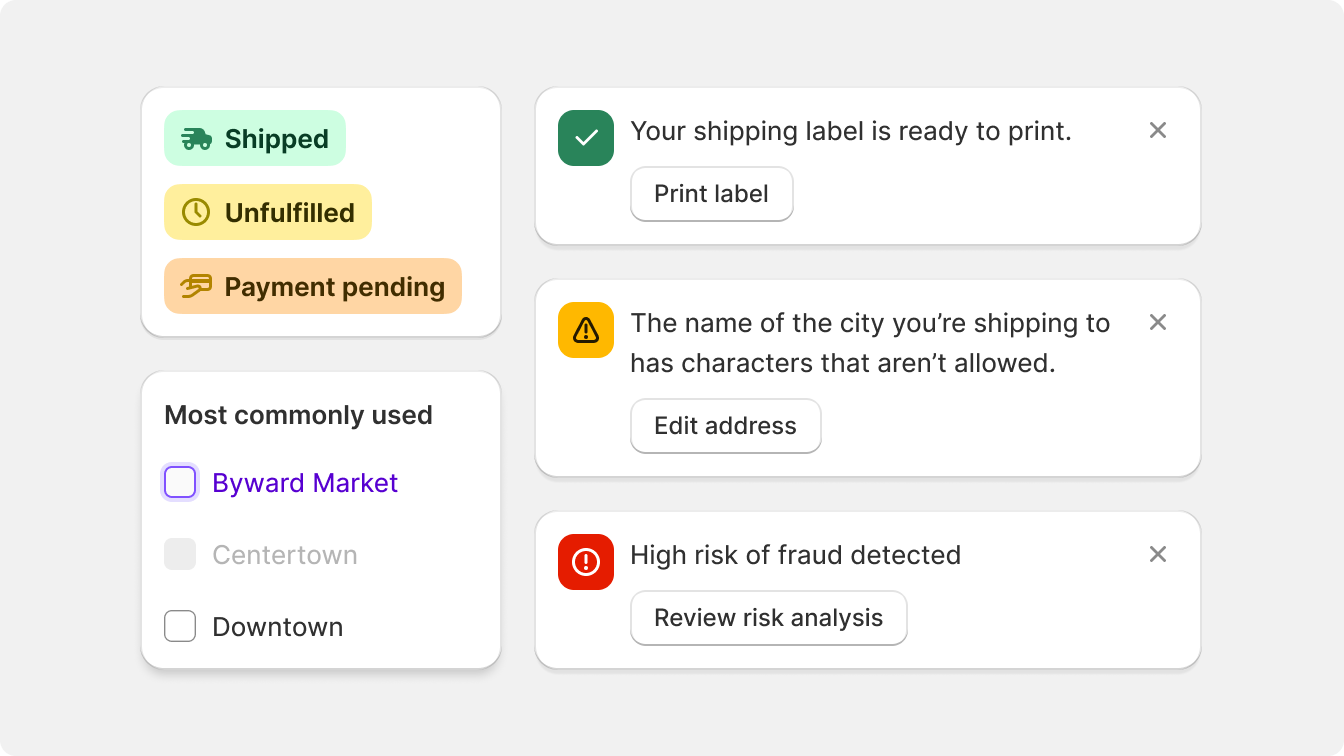 Shipped
Unfulfilled
Payment pending
Most commonly used
Byward Market
Centertown
Downtown
Your shipping label is ready to print.
Print label
The name of the city you’re shipping to
has characters that aren’t allowed.
Edit address
High risk of fraud detected
Review risk analysis